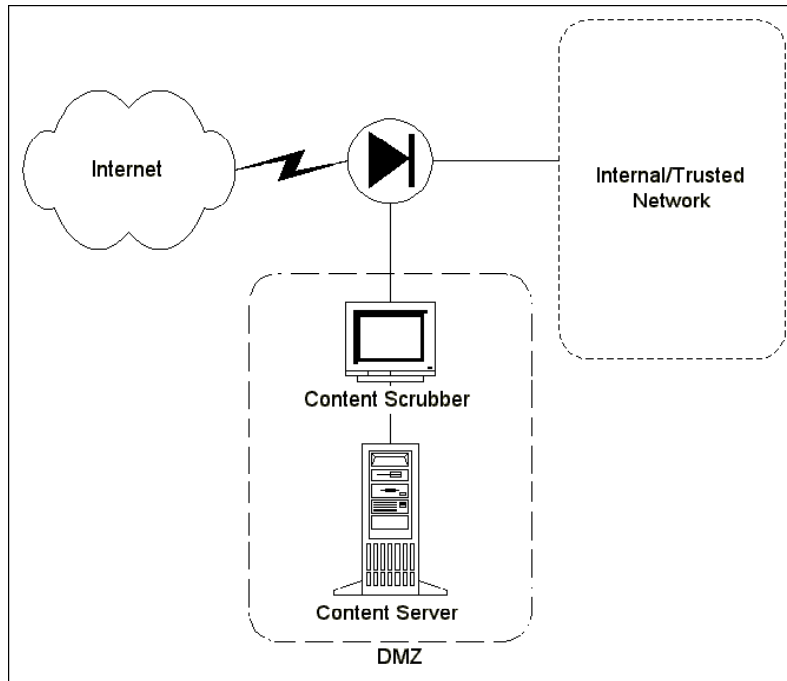 Internet
Internal/Trusted
Network
Content Scrubber
Content Server
DMZ